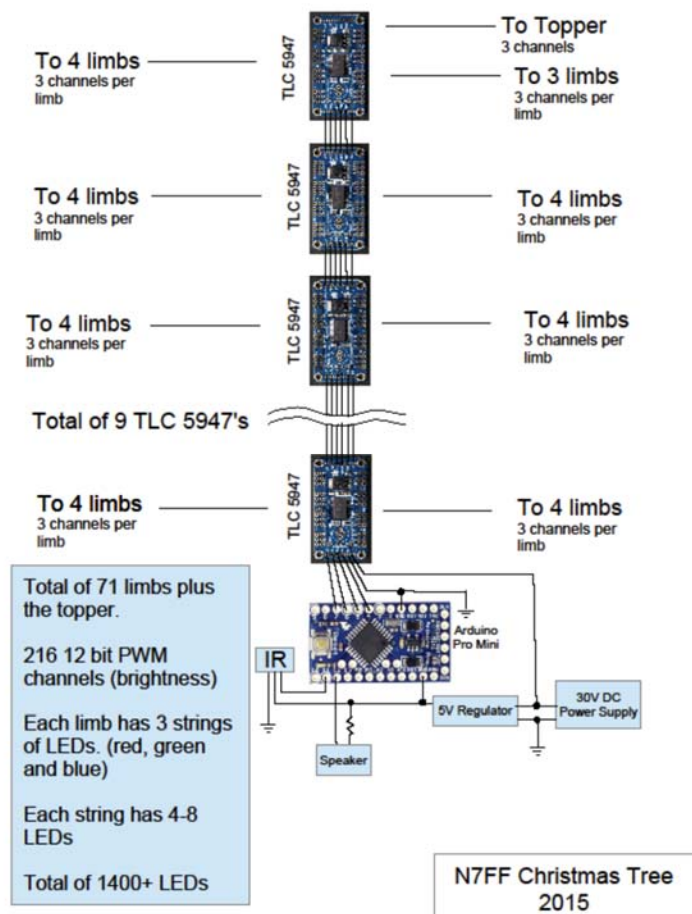 To Topper
3 channels
To 4 limbs
3 channels per
limb
TLC 5947
To 3 limbs
3 channels per
limb
To 4 limbs
3 channels per
limb
TLC 5947
To 4 limbs
3 channels per
limb
To 4 limbs
3 channels per
limb
TLC 5947
To 4 limbs
3 channels per
limb
Total of 9 TLC 5947's
To 4 limbs
3 channels per
limb
TLC 5947
To 4 limbs
3 channels per
limb
Total of 71 limbs plus
the topper.
216 12 bit PWM
channels (brightness)
Each limb has 3 strings
of LEDs. (red, green
and blue)
Each string has 4-8
LEDs
Total of 1400+ LEDs
Arduino
Pro Mini
IR
5V Regulator
30V DC
Power Supply
Speaker
N7FF Christmas Tree
2015